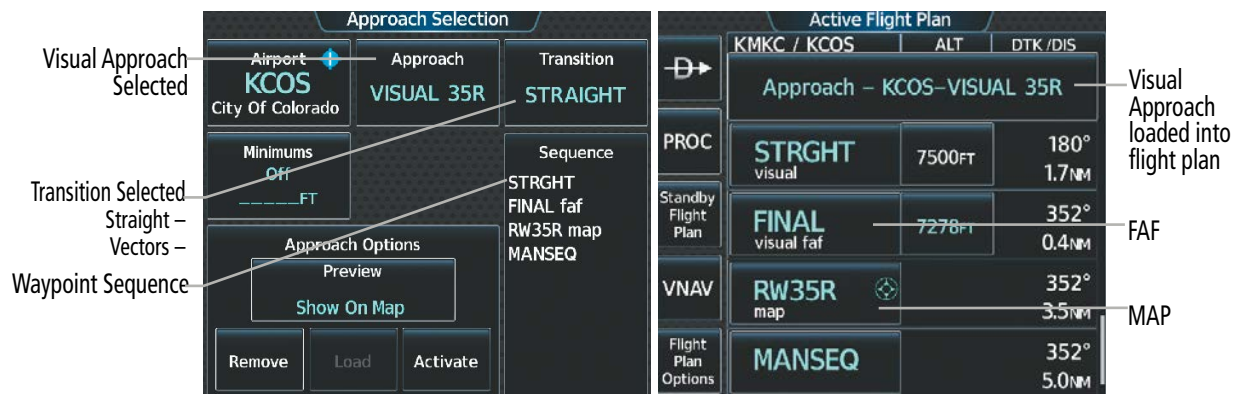 Visual Approach
Selected
Transition Selected
Straight –
Vectors –
Waypoint Sequence
Approach Selection
Airport
KCOS
City Of Colorado
Approach
VISUAL 35R
Transition
STRAIGHT
Minimums
Off
_____FT
Sequence
STRGHT
FINAL faf
RW35R map
MANSEQ
Approach Options
Preview
Show On Map
Remove
Load
Activate
Active Flight Plan
KMKC / KCOS
ALT
DTK /DIS
PROC
Standby
Flight
Plan
VNAV
Flight
Plan
Options
Approach – KCOS–VISUAL 35R
STRGHT
visual
7500FT
180°
1.7NM
FINAL
visual faf
7278FT
352°
0.4NM
RW35R
map
352°
3.5NM
MANSEQ
352°
5.0NM
Visual
Approach
loaded into
flight plan
FAF
MAP